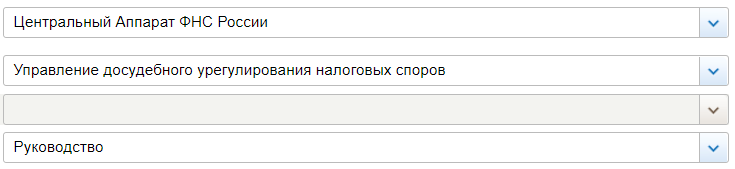 Центральный Аппарат ФНС России
Управление досудебного урегулирования налоговых споров
Руководство